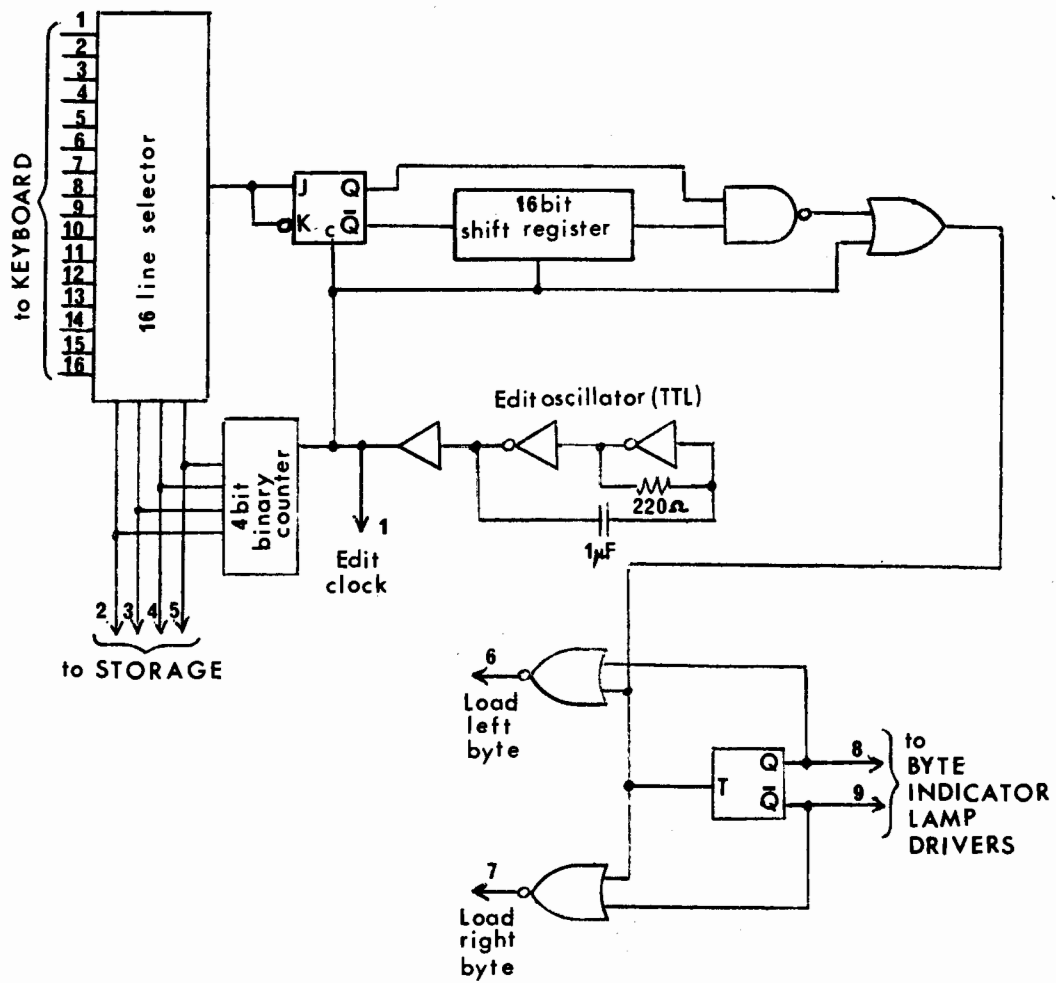 1
2
3
4
5
6
7
8
9
10
11
12
13
14
15
16
to KEYBOARD
16 line selector
J Q
K Q̅
C
16 bit
shift register
Edit oscillator (TTL)
220Ω
1µF
4 bit
binary
counter
1
Edit
clock
2 3 4 5
to STORAGE
6
Load
left
byte
T Q
Q̅
8
9
to
BYTE
INDICATOR
LAMP
DRIVERS
7
Load
right
byte